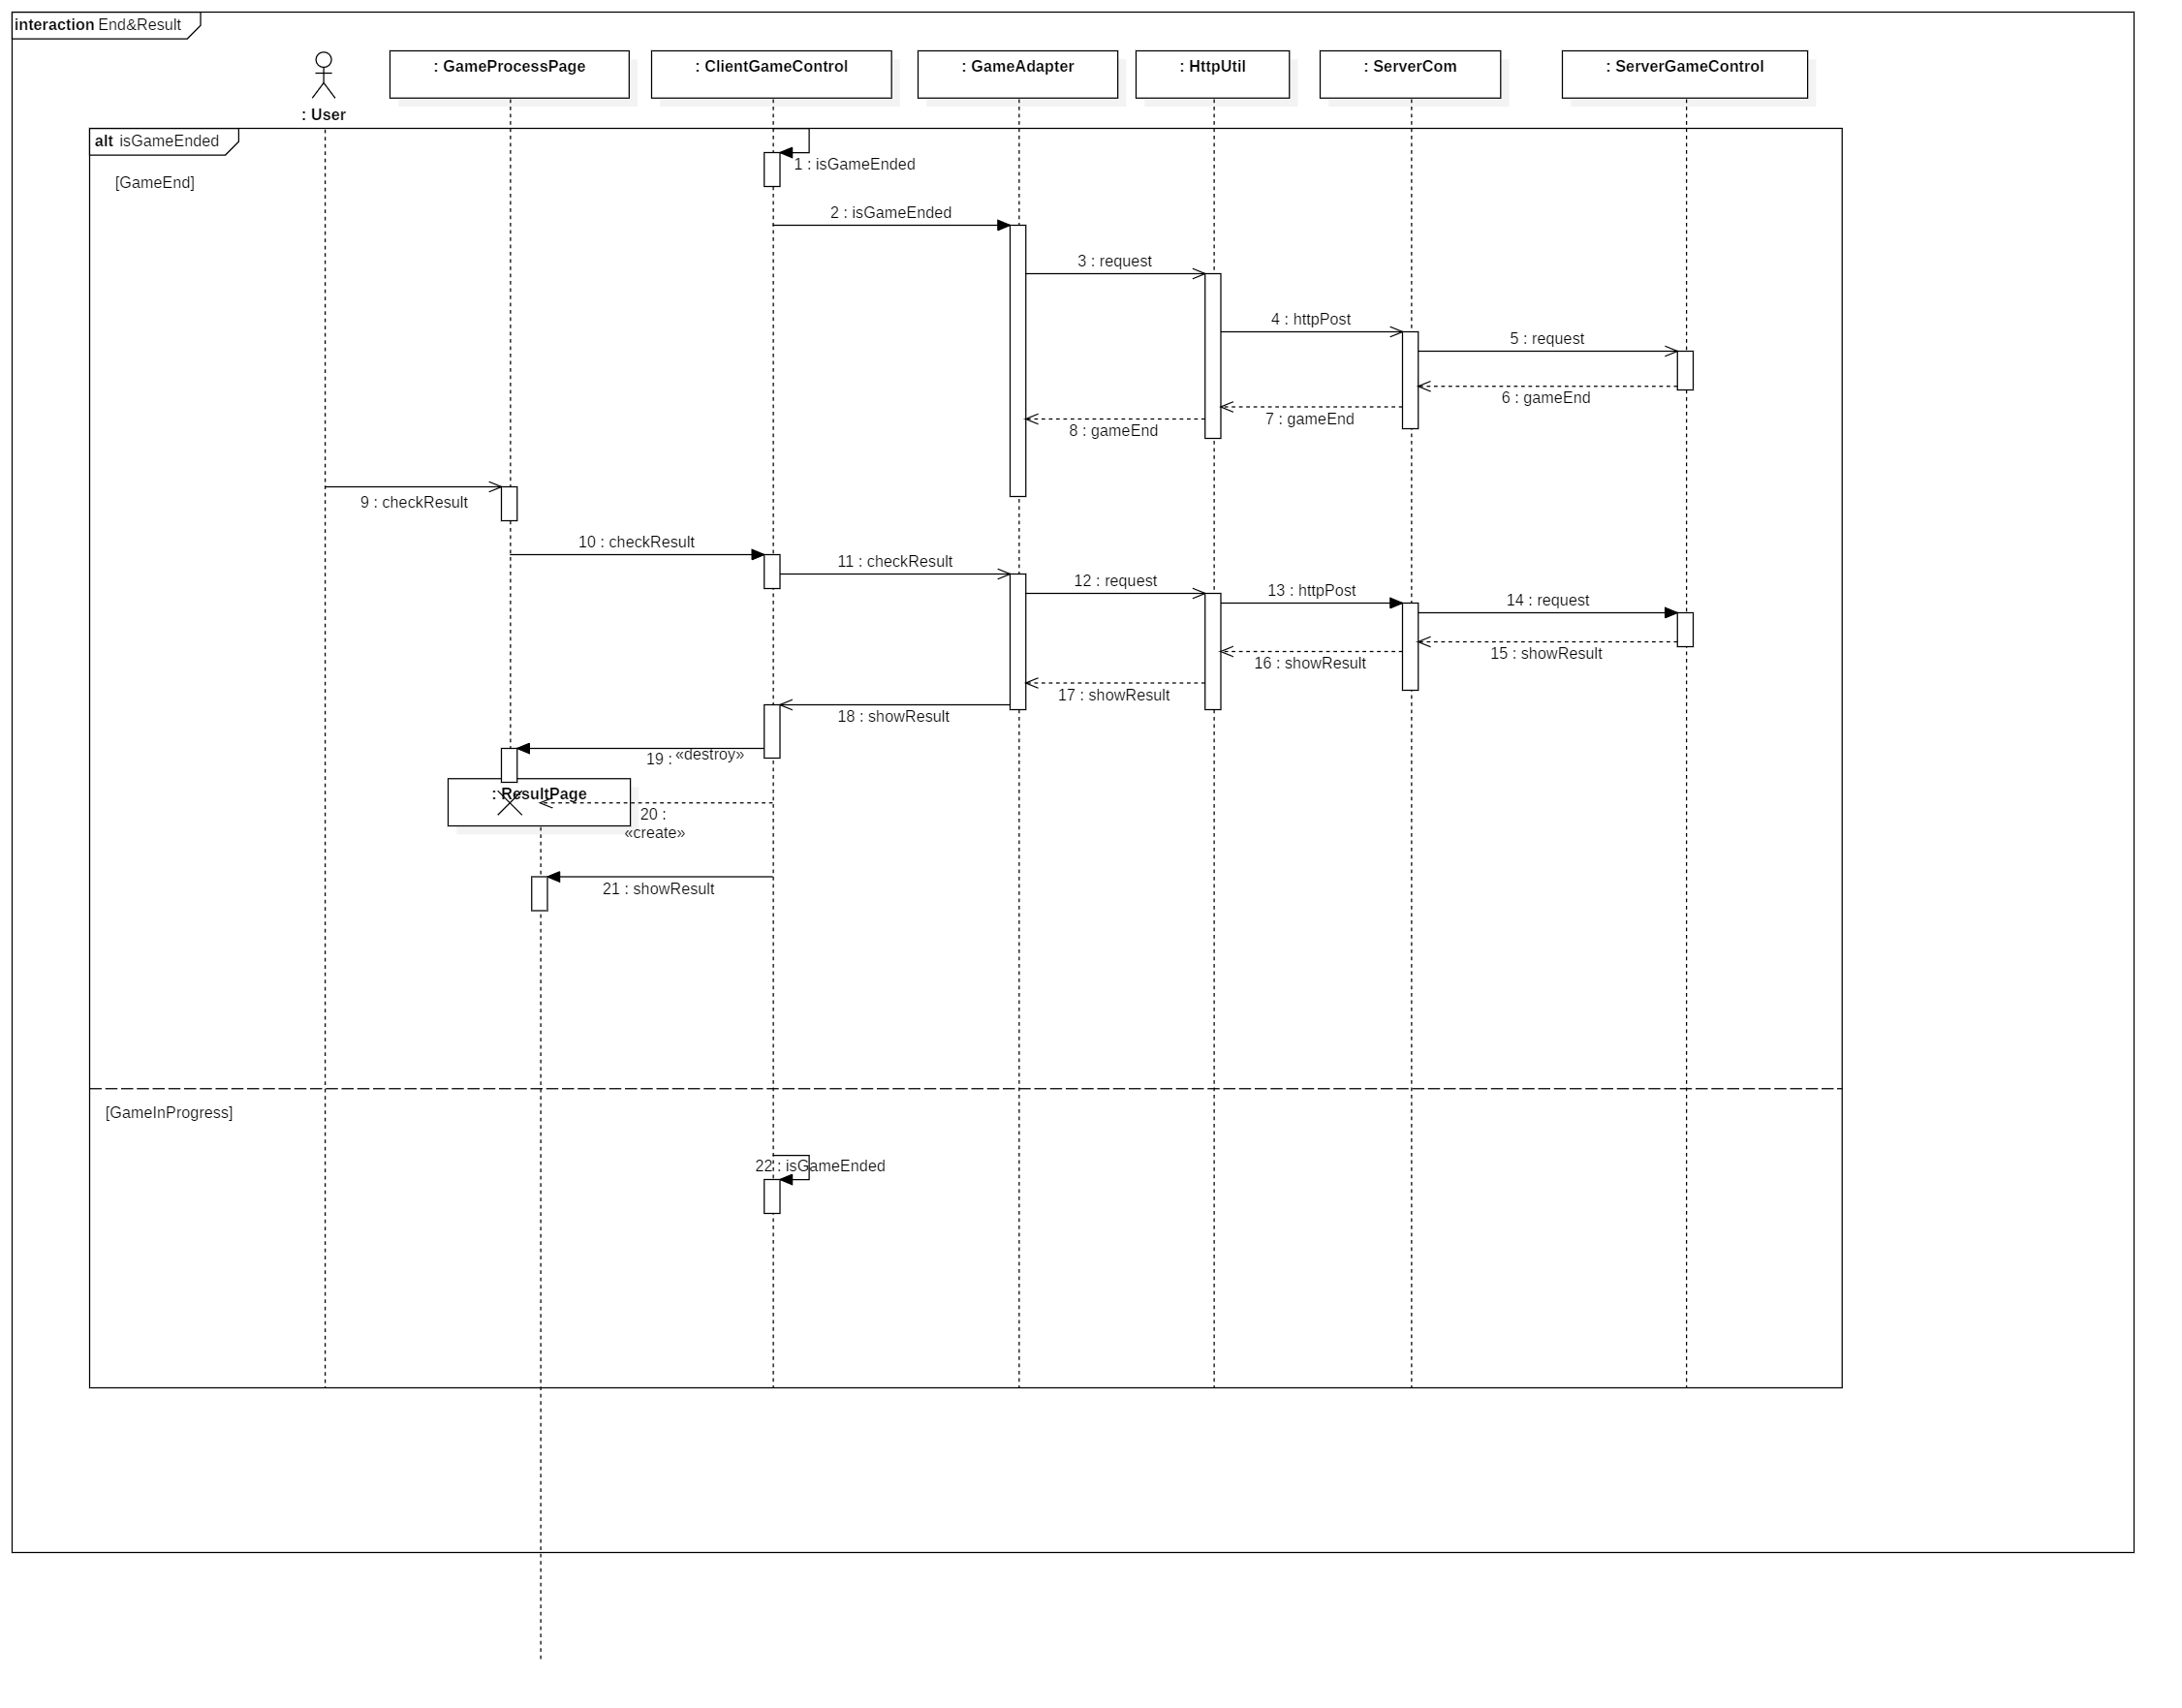 interaction End&Result
: GameProcessPage
: ClientGameControl
: GameAdapter
: HttpUtil
: ServerCom
: ServerGameControl
: User
alt isGameEnded
[GameEnd]
1 : isGameEnded
2 : isGameEnded
3 : request
4 : httpPost
5 : request
6 : gameEnd
7 : gameEnd
8 : gameEnd
9 : checkResult
10 : checkResult
11 : checkResult
12 : request
13 : httpPost
14 : request
15 : showResult
16 : showResult
17 : showResult
18 : showResult
19 : «destroy»
: ResultPage
20 :
«create»
21 : showResult
[GameInProgress]
22 : isGameEnded